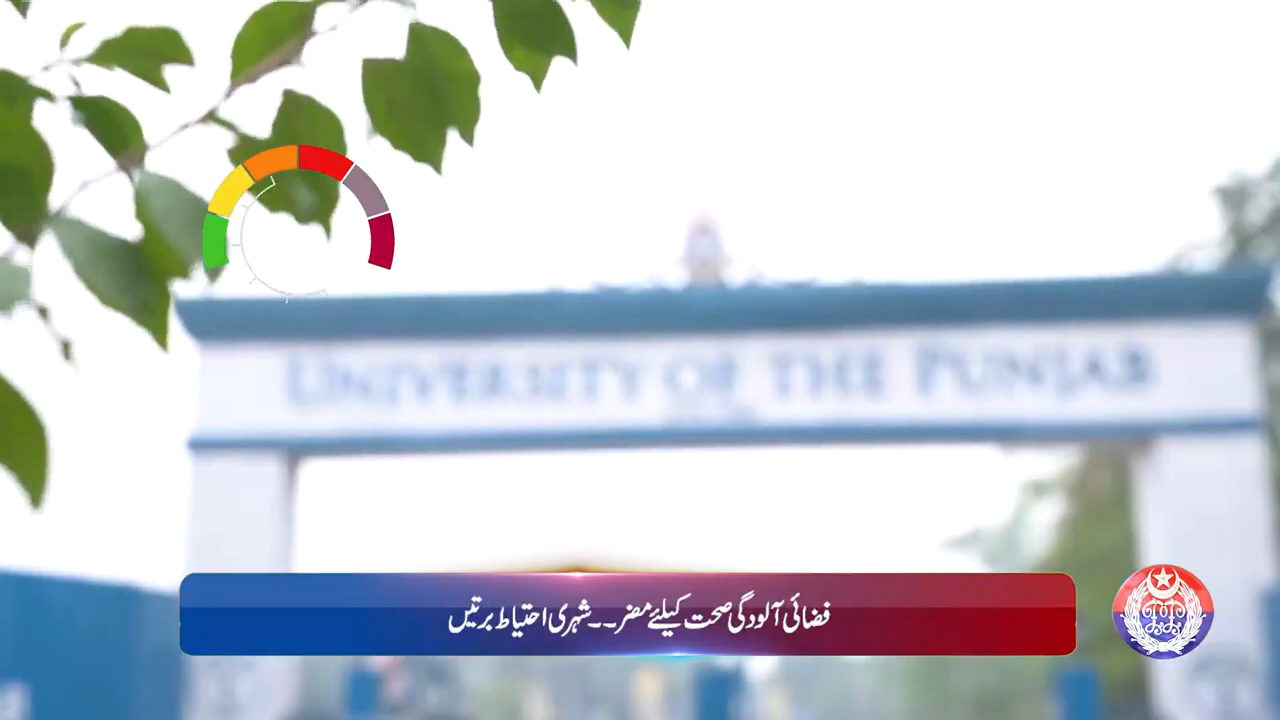 UNIVERSITY OF THE PUNJAB
فضائی آلودگی صحت کیلئے مضر۔۔شہری احتیاط برتیں